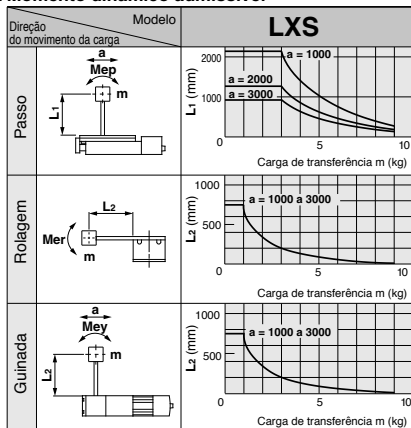 Modelo
Direção
do movimento da carga
LXS
Passo
a
Mep
m
L1
L1 (mm)
2000
1000
0
a = 1000
a = 2000
a = 3000
5
10
Carga de transferência m (kg)
Rolagem
L2
Mer
m
L2 (mm)
1000
500
0
a = 1000 a 3000
5
10
Carga de transferência m (kg)
Guinada
a
Mey
m
L2
L2 (mm)
1000
500
0
a = 1000 a 3000
5
10
Carga de transferência m (kg)